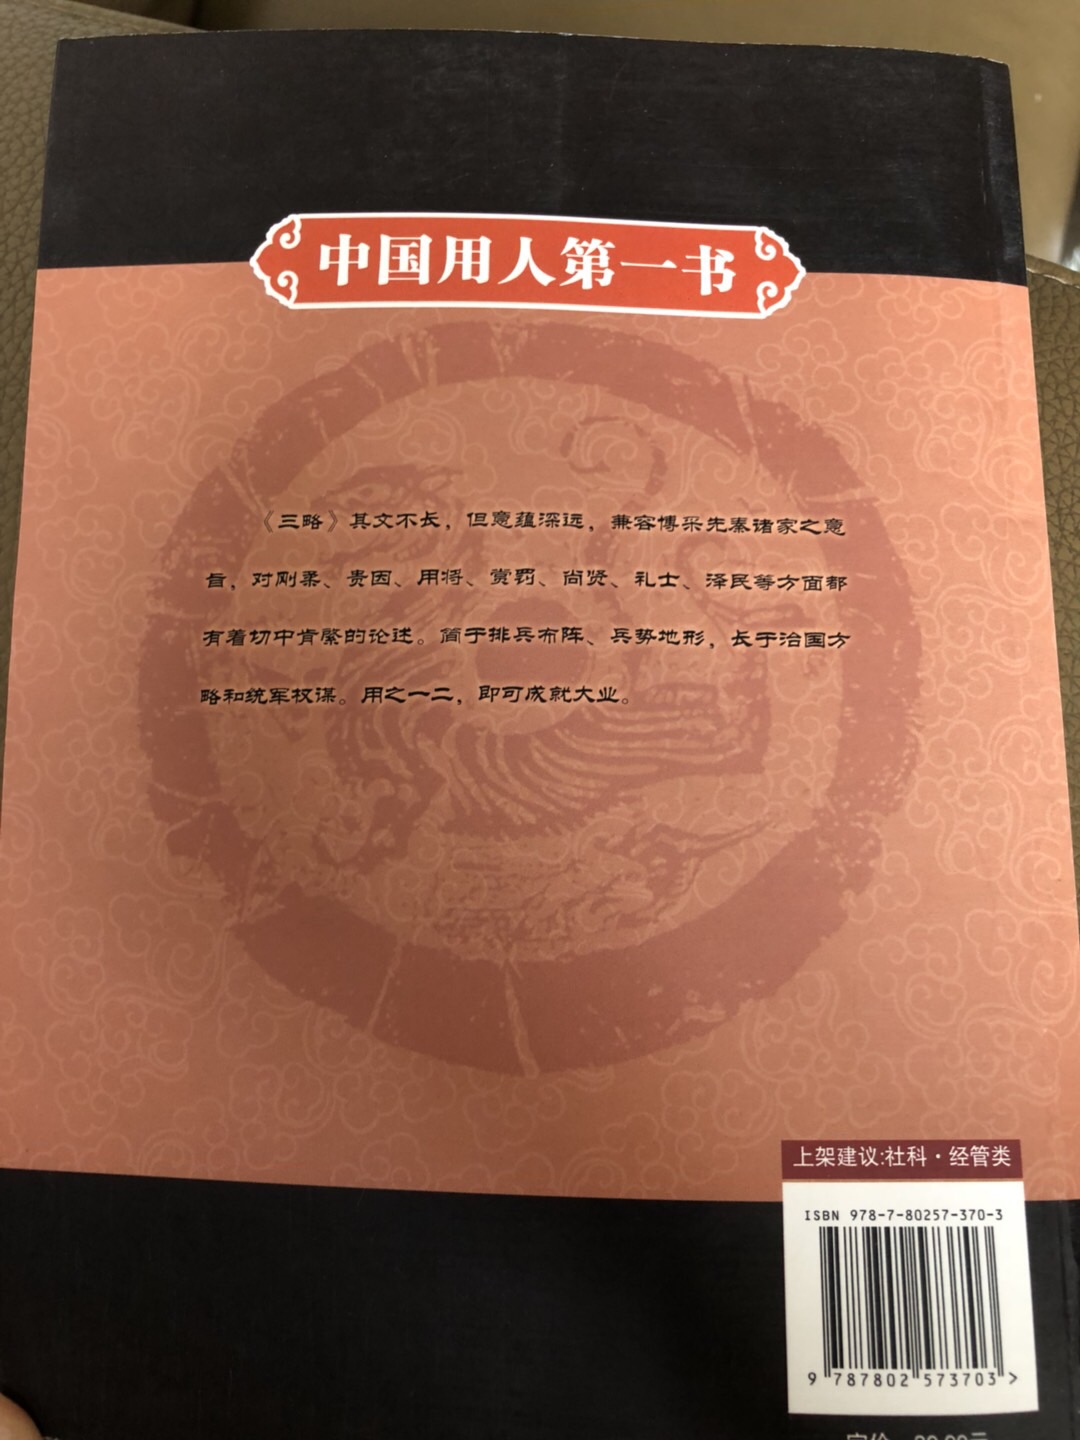 中国用人第一书
《三略》其文不长，但意蕴深远，兼容博采先秦诸家之意
旨，对刚柔、贵因、用将、赏罚、尚贤、礼士、泽民等方面都
有着切中肯綮的论述。简于排兵布阵、兵势地形，长于治国方
略和统军权谋。用之一二，即可成就大业。
上架建议:社科·经管类
ISBN 978-7-80257-370-3
9 787802 573703 >